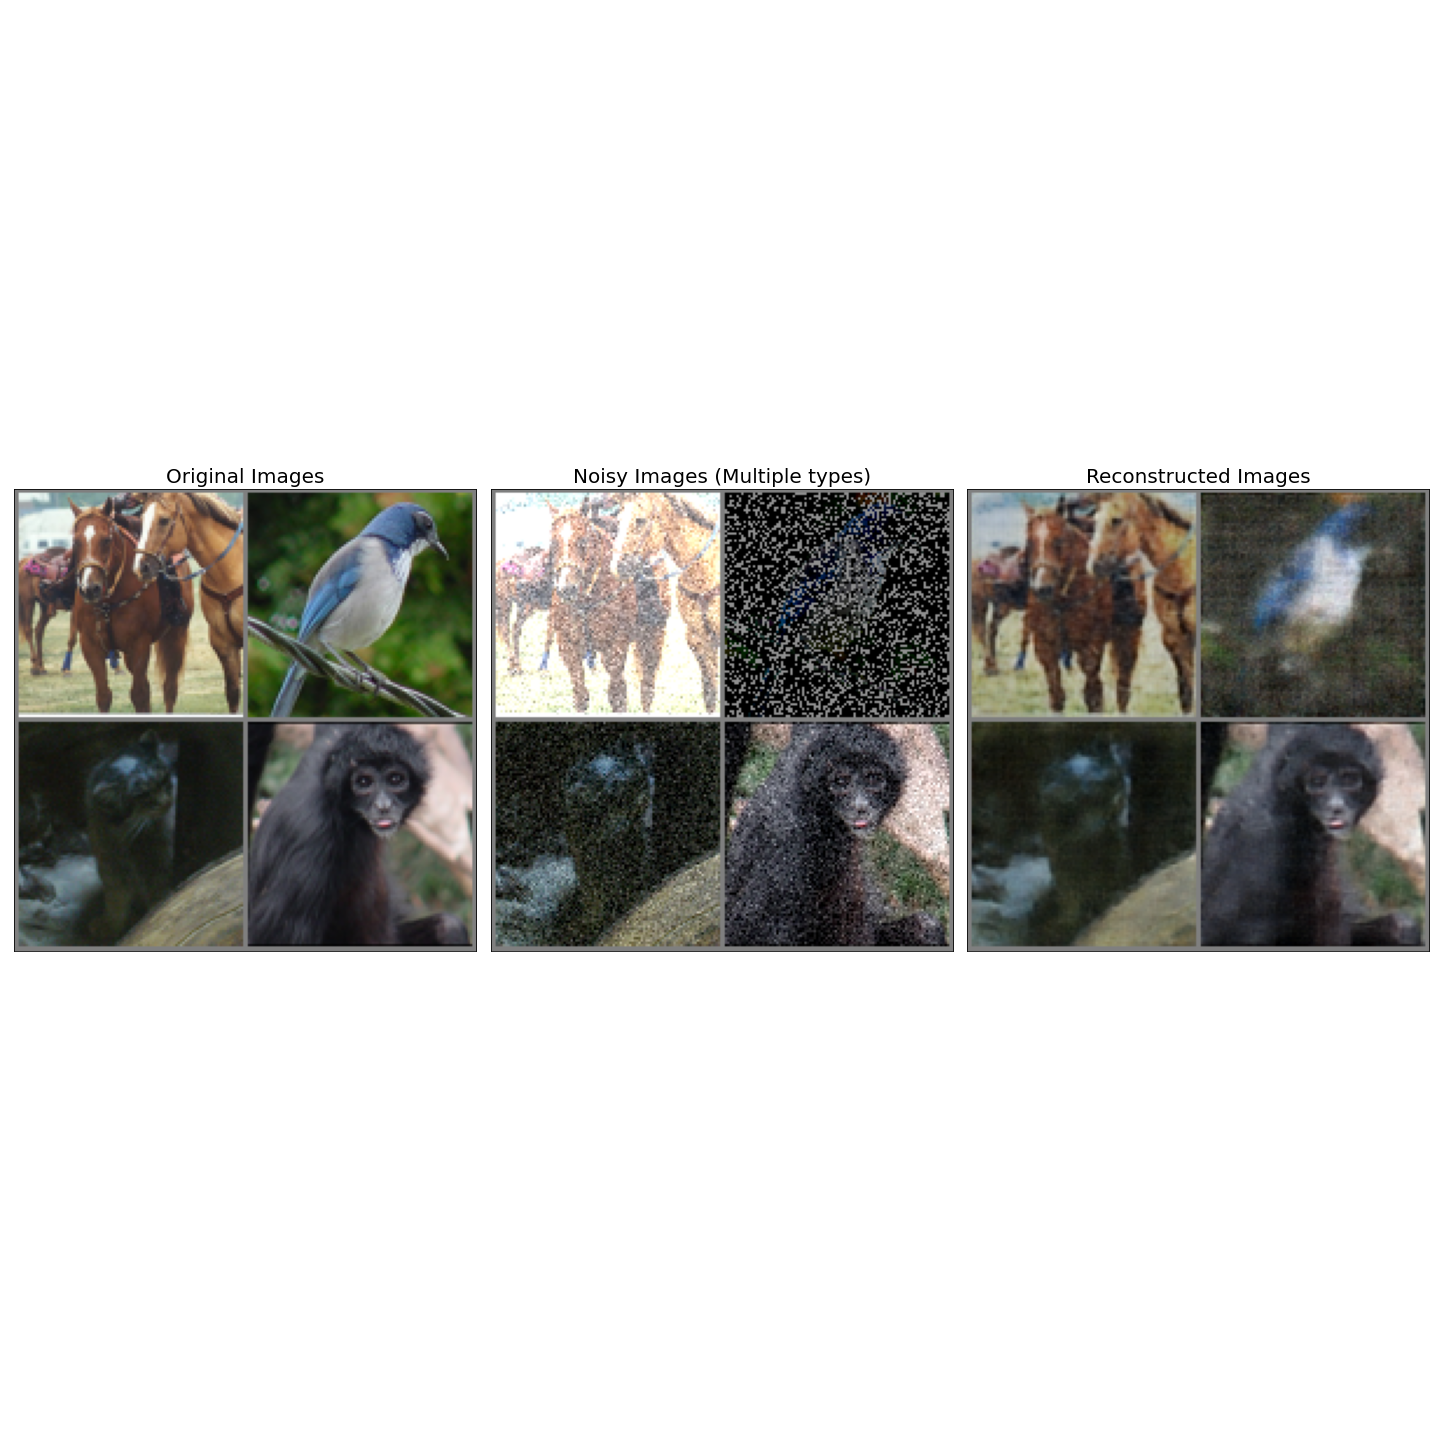 Original Images
Noisy Images (Multiple types)
Reconstructed Images